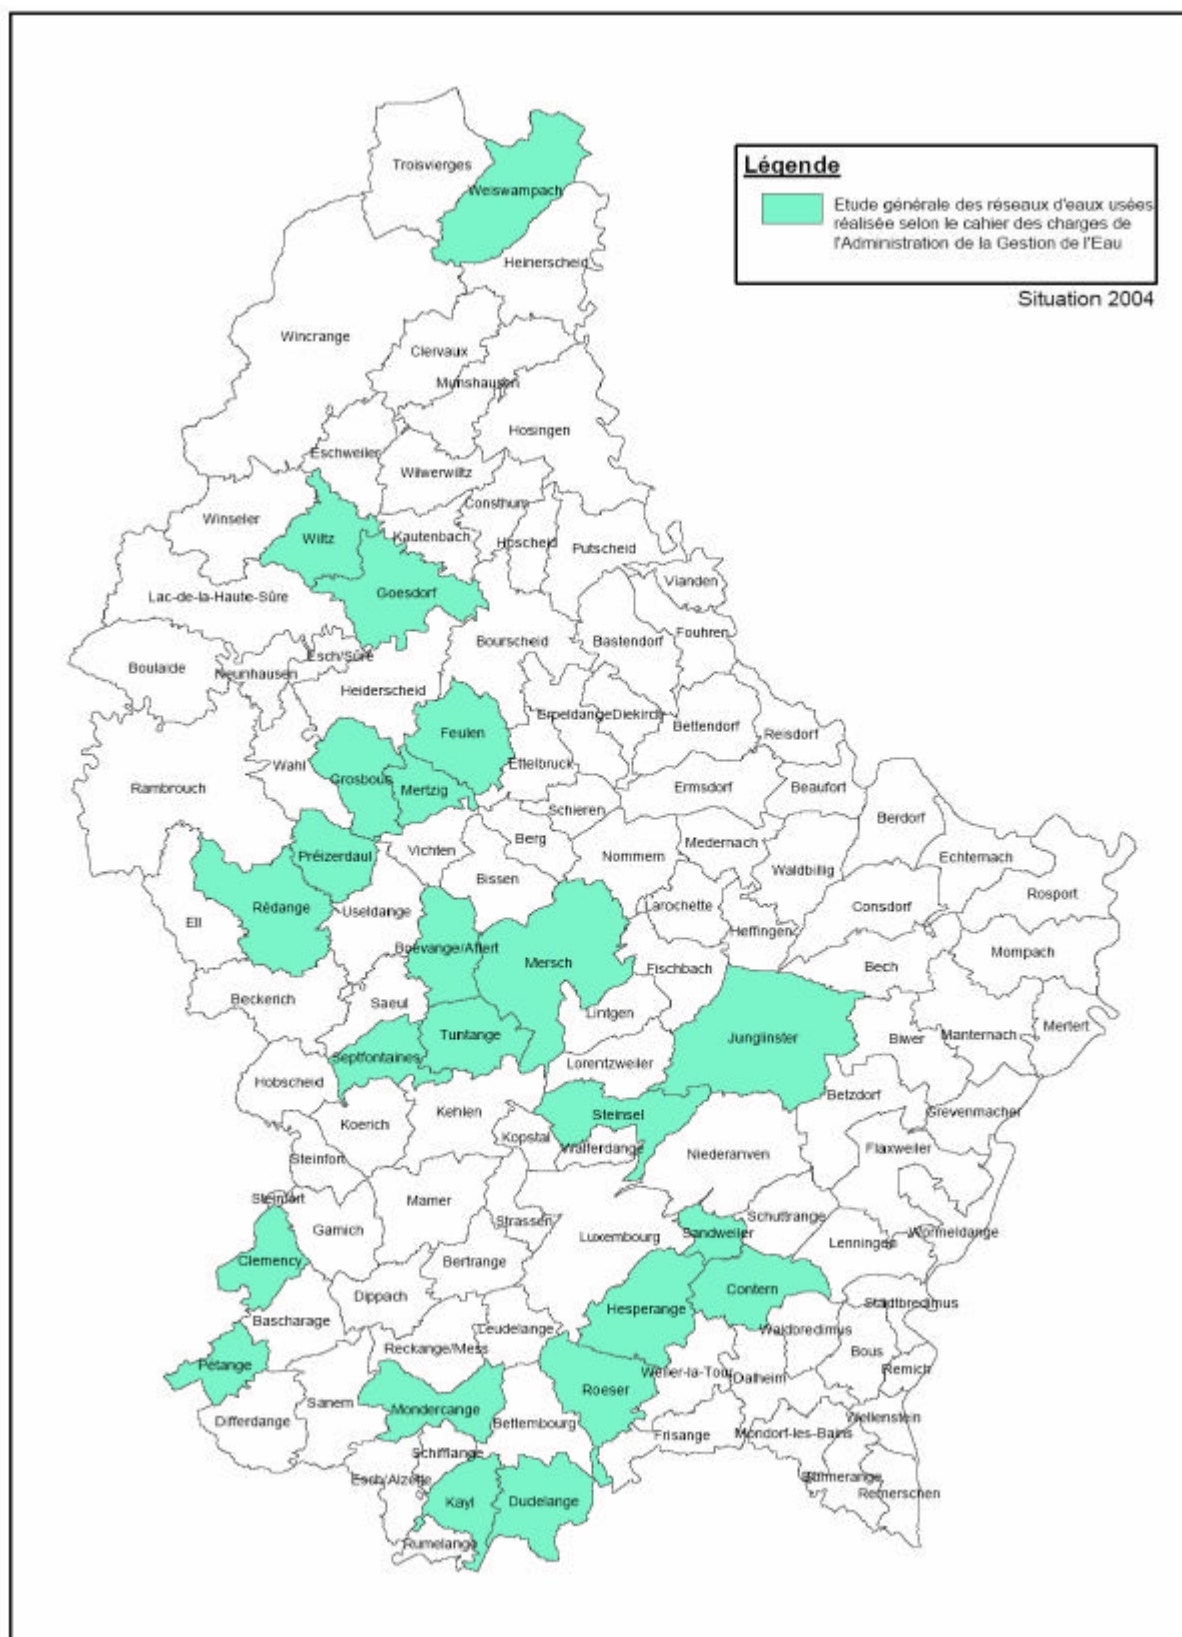 Légende
Etude générale des réseaux d'eaux usées
réalisée selon le cahier des charges de
l'Administration de la Gestion de l'Eau
Situation 2004
Troisvierges
Weiswampach
Heinerscheid
Wincrange
Clervaux
Munshausen
Hosingen
Eschweiler
Wilwerwiltz
Consthum
Winseler
Wiltz
Kautenbach
Hoscheid
Putscheid
Vianden
Lac-de-la-Haute-Sûre
Goesdorf
Bourscheid
Bastendorf
Fouhren
Esch/Sûre
Boulaide
Neunhausen
Heiderscheid
Erpeldange
Diekirch
Bettendorf
Reisdorf
Feulen
Ettelbruck
Wahl
Grosbous
Mertzig
Rambrouch
Ermsdorf
Beaufort
Schieren
Berdorf
Préizerdaul
Vichten
Berg
Nommern
Medernach
Waldbillig
Echternach
Bissen
Rosport
Rédange
Useldange
Larochette
Consdorf
Ell
Heffingen
Boevange/Attert
Mersch
Fischbach
Bech
Mompach
Beckerich
Saeul
Lintgen
Tuntange
Junglinster
Biwer
Manternach
Mertert
Septfontaines
Lorentzweiler
Hobscheid
Betzdorf
Kehlen
Steinsel
Grevenmacher
Koerich
Kopstal
Walferdange
Niederanven
Flaxweiler
Steinfort
Steinfort
Mamer
Garnich
Strassen
Schuttrange
Luxembourg
Sandweiler
Lenningen
Wormeldange
Clemency
Bertrange
Contern
Dippach
Hesperange
Stadtbredimus
Bascharage
Leudelange
Waldbredimus
Reckange/Mess
Bous
Pétange
Weiler-la-Tour
Dalheim
Remich
Roeser
Sanem
Mondercange
Differdange
Bettembourg
Frisange
Mondorf-les-Bains
Wellenstein
Schifflange
Esch/Alzette
Burmerange
Remerschen
Kayl
Dudelange
Rumelange